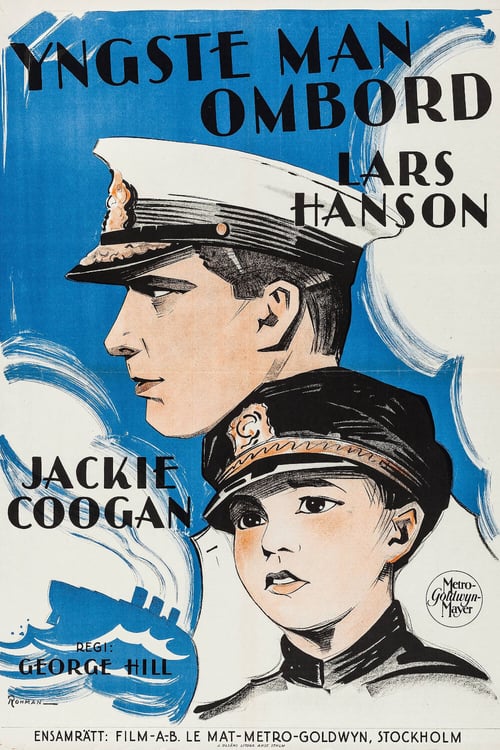 YNGSTE MAN
OMBORD
LARS
HANSON
JACKIE
COOGAN
Metro-
Goldwyn-
Mayer
REGI:
GEORGE HILL
ROHMAN
ENSAMRÄTT: FILM-A-B. LE MAT-METRO-GOLDWYN, STOCKHOLM